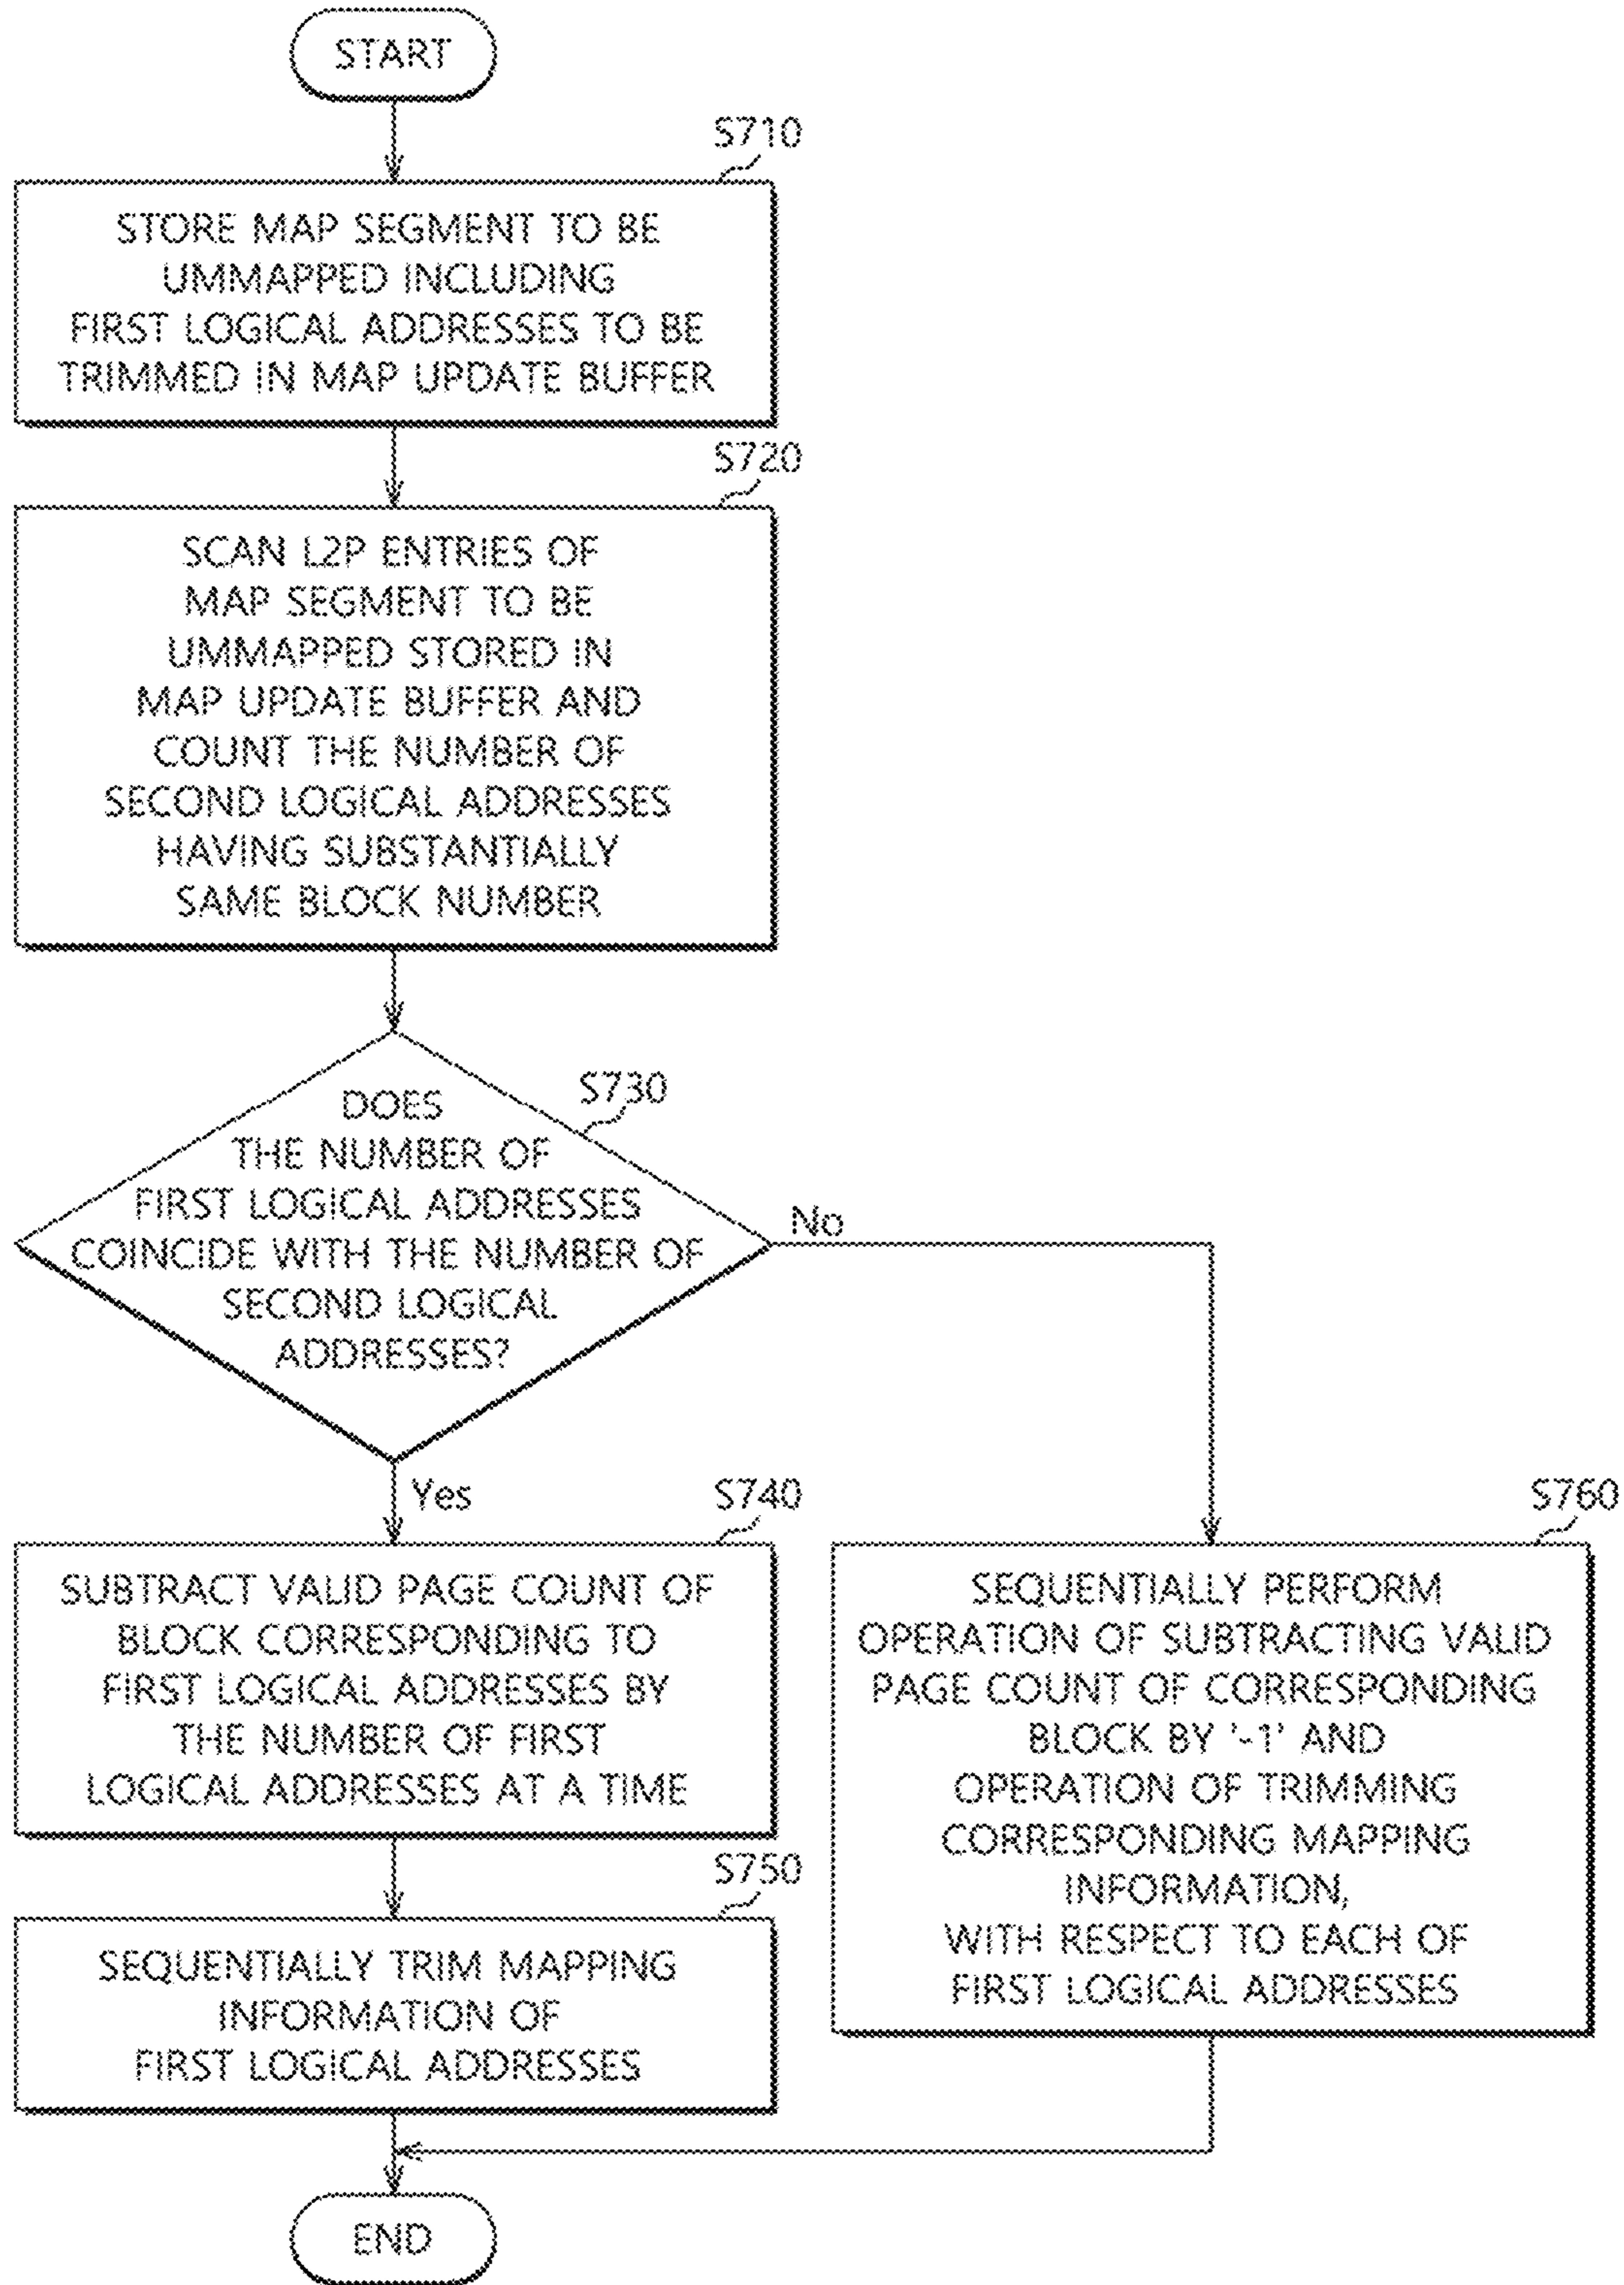 START
S710
STORE MAP SEGMENT TO BE
UMMAPPED INCLUDING
FIRST LOGICAL ADDRESSES TO BE
TRIMMED IN MAP UPDATE BUFFER
S720
SCAN L2P ENTRIES OF
MAP SEGMENT TO BE
UMMAPPED STORED IN
MAP UPDATE BUFFER AND
COUNT THE NUMBER OF
SECOND LOGICAL ADDRESSES
HAVING SUBSTANTIALLY
SAME BLOCK NUMBER
S730
DOES
THE NUMBER OF
FIRST LOGICAL ADDRESSES
COINCIDE WITH THE NUMBER OF
SECOND LOGICAL
ADDRESSES?
No
Yes
S740
SUBTRACT VALID PAGE COUNT OF
BLOCK CORRESPONDING TO
FIRST LOGICAL ADDRESSES BY
THE NUMBER OF FIRST
LOGICAL ADDRESSES AT A TIME
S750
SEQUENTIALLY TRIM MAPPING
INFORMATION OF
FIRST LOGICAL ADDRESSES
S760
SEQUENTIALLY PERFORM
OPERATION OF SUBTRACTING VALID
PAGE COUNT OF CORRESPONDING
BLOCK BY '-1' AND
OPERATION OF TRIMMING
CORRESPONDING MAPPING
INFORMATION,
WITH RESPECT TO EACH OF
FIRST LOGICAL ADDRESSES
END